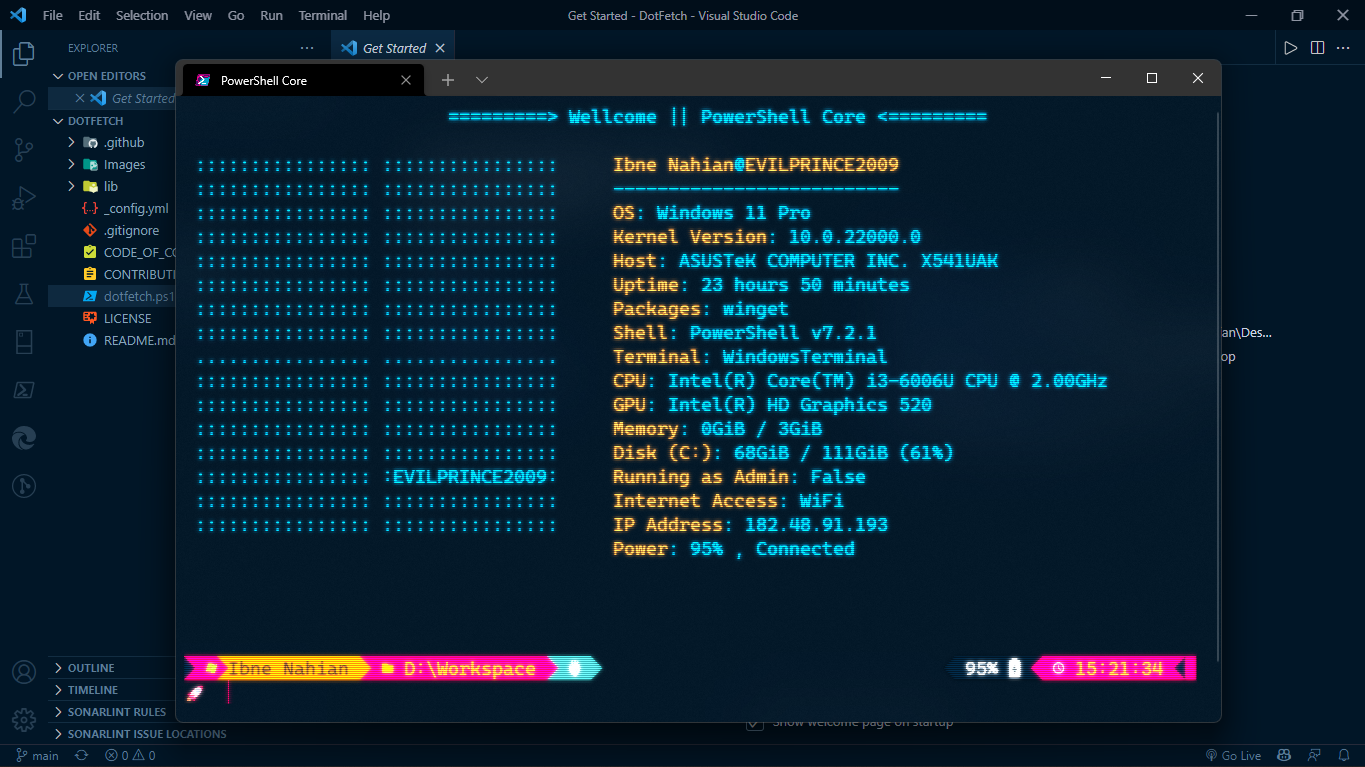 File Edit Selection View Go Run Terminal Help
Get Started - DotFetch - Visual Studio Code
EXPLORER
Get Started
OPEN EDITORS
Get Started
DOTFETCH
.github
Images
lib
_config.yml
.gitignore
CODE_OF_CO
CONTRIBUTI
dotfetch.ps1
LICENSE
README.md
OUTLINE
TIMELINE
SONARLINT RULES
SONARLINT ISSUE LOCATIONS
PowerShell Core
=========> Wellcome || PowerShell Core <=========
:::::::::::::::: ::::::::::::::::
:::::::::::::::: ::::::::::::::::
:::::::::::::::: ::::::::::::::::
:::::::::::::::: ::::::::::::::::
:::::::::::::::: ::::::::::::::::
:::::::::::::::: ::::::::::::::::
:::::::::::::::: ::::::::::::::::
:::::::::::::::: ::::::::::::::::
................ ................
:::::::::::::::: ::::::::::::::::
:::::::::::::::: ::::::::::::::::
:::::::::::::::: ::::::::::::::::
:::::::::::::::: ::::::::::::::::
:::::::::::::::: :EVILPRINCE2009:
:::::::::::::::: ::::::::::::::::
:::::::::::::::: ::::::::::::::::
Ibne Nahian@EVILPRINCE2009
--------------------------
OS: Windows 11 Pro
Kernel Version: 10.0.22000.0
Host: ASUSTeK COMPUTER INC. X541UAK
Uptime: 23 hours 50 minutes
Packages: winget
Shell: PowerShell v7.2.1
Terminal: WindowsTerminal
CPU: Intel(R) Core(TM) i3-6006U CPU @ 2.00GHz
GPU: Intel(R) HD Graphics 520
Memory: 0GiB / 3GiB
Disk (C:): 68GiB / 111GiB (61%)
Running as Admin: False
Internet Access: WiFi
IP Address: 182.48.91.193
Power: 95% , Connected
Ibne Nahian D:\Workspace 95% 15:21:34
an\Des...
op
Show welcome page on startup
main 0 0 Go Live